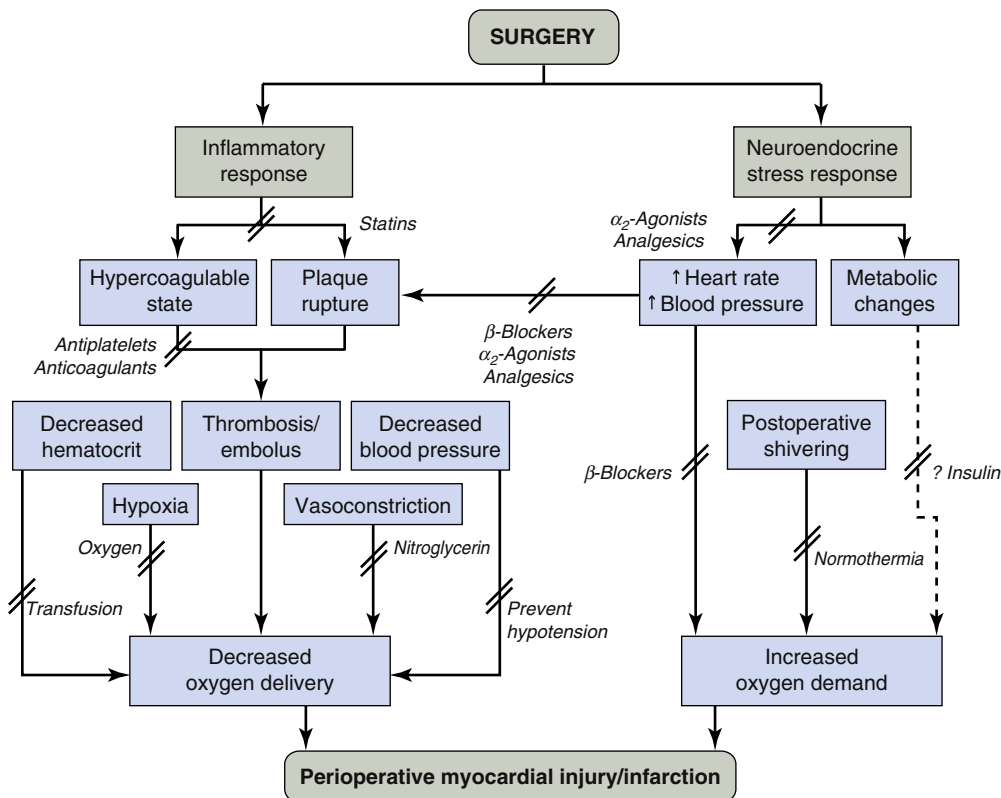 SURGERY
Inflammatory
response
Neuroendocrine
stress response
Statins
α₂-Agonists
Analgesics
Hypercoagulable
state
Plaque
rupture
↑ Heart rate
↑ Blood pressure
Metabolic
changes
Antiplatelets
Anticoagulants
β-Blockers
α₂-Agonists
Analgesics
Decreased
hematocrit
Thrombosis/
embolus
Decreased
blood pressure
Postoperative
shivering
β-Blockers
? Insulin
Hypoxia
Vasoconstriction
Oxygen
Nitroglycerin
Normothermia
Transfusion
Prevent
hypotension
Decreased
oxygen delivery
Increased
oxygen demand
Perioperative myocardial injury/infarction